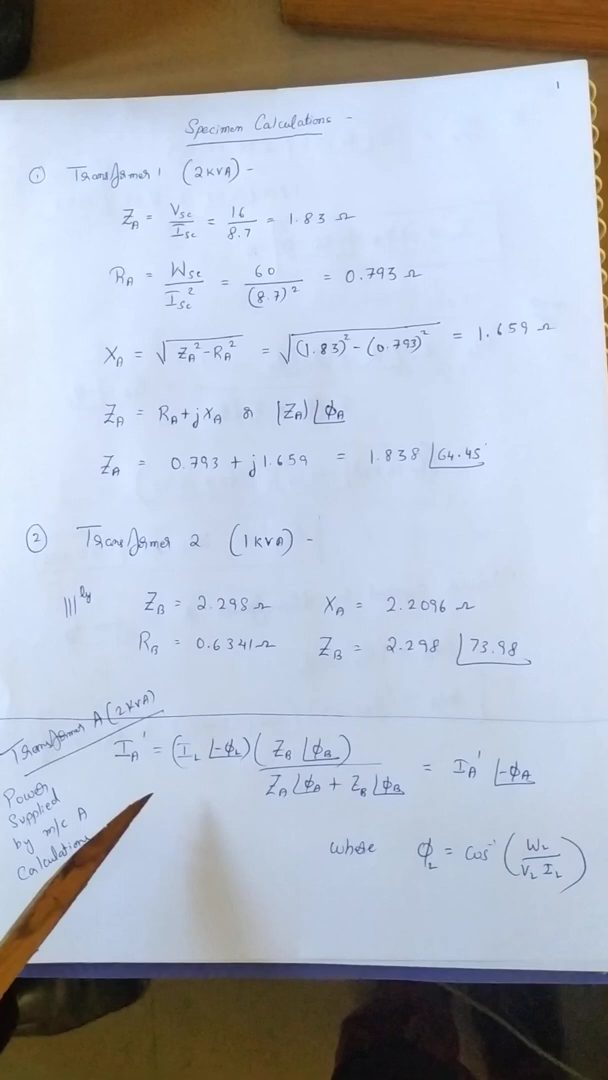 1
Specimen Calculations -
① Transformer 1 (2KVA) -
Z_A = V_sc / I_sc = 16 / 8.7 = 1.83 Ω
R_A = W_sc / I_sc² = 60 / (8.7)² = 0.793 Ω
X_A = √(Z_A² - R_A²) = √((1.83)² - (0.793)²) = 1.659 Ω
Z_A = R_A + jX_A or |Z_A) ∠ϕ_A
Z_A = 0.793 + j1.659 = 1.838 ∠64.45°
② Transformer 2 (1KVA) -
|||ly Z_B = 2.298 Ω X_A = 2.2096 Ω
R_B = 0.6341 Ω Z_B = 2.298 ∠73.98
Transformer A (2KVA)
I_A' = (I_L ∠-ϕ_L) (Z_B ∠ϕ_B) / (Z_A ∠ϕ_A + Z_B ∠ϕ_B) = I_A' ∠-ϕ_A
Power
Supplied
by m/c A
Calculations
where ϕ_L = cos⁻¹ (W_L / V_L I_L)